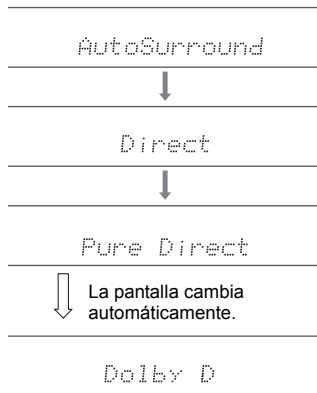 AutoSurround
Direct
Pure Direct
La pantalla cambia
automáticamente.
Dolby D